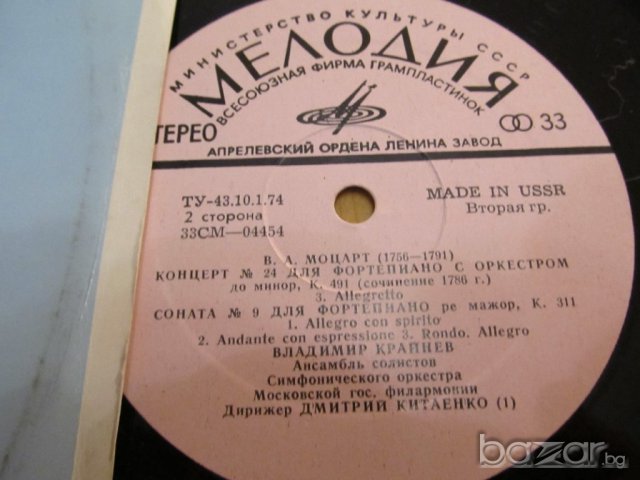 МИНИСТЕРСТВО КУЛЬТУРЫ СССР
МЕЛОДИЯ
ВСЕСОЮЗНАЯ ФИРМА ГРАМПЛАСТИНОК
ТЕРЕО
33
АПРЕЛЕВСКИЙ ОРДЕНА ЛЕНИНА ЗАВОД
ТУ-43.10.1.74
MADE IN USSR
2 сторона
Вторая гр.
33СМ—04454
В. А. МОЦАРТ (1756—1791)
КОНЦЕРТ № 24 ДЛЯ ФОРТЕПИАНО С ОРКЕСТРОМ
до минор, К. 491 (сочинение 1786 г.)
3. Allegretto
СОНАТА № 9 ДЛЯ ФОРТЕПИАНО ре мажор, К. 311
1. Allegro con spirito
2. Andante con espressione 3. Rondo. Allegro
ВЛАДИМИР КРАЙНЕВ
Ансамбль солистов
Симфонического оркестра
Московской гос. филармонии
Дирижер ДМИТРИЙ КИТАЕНКО (1)
bazar.bg